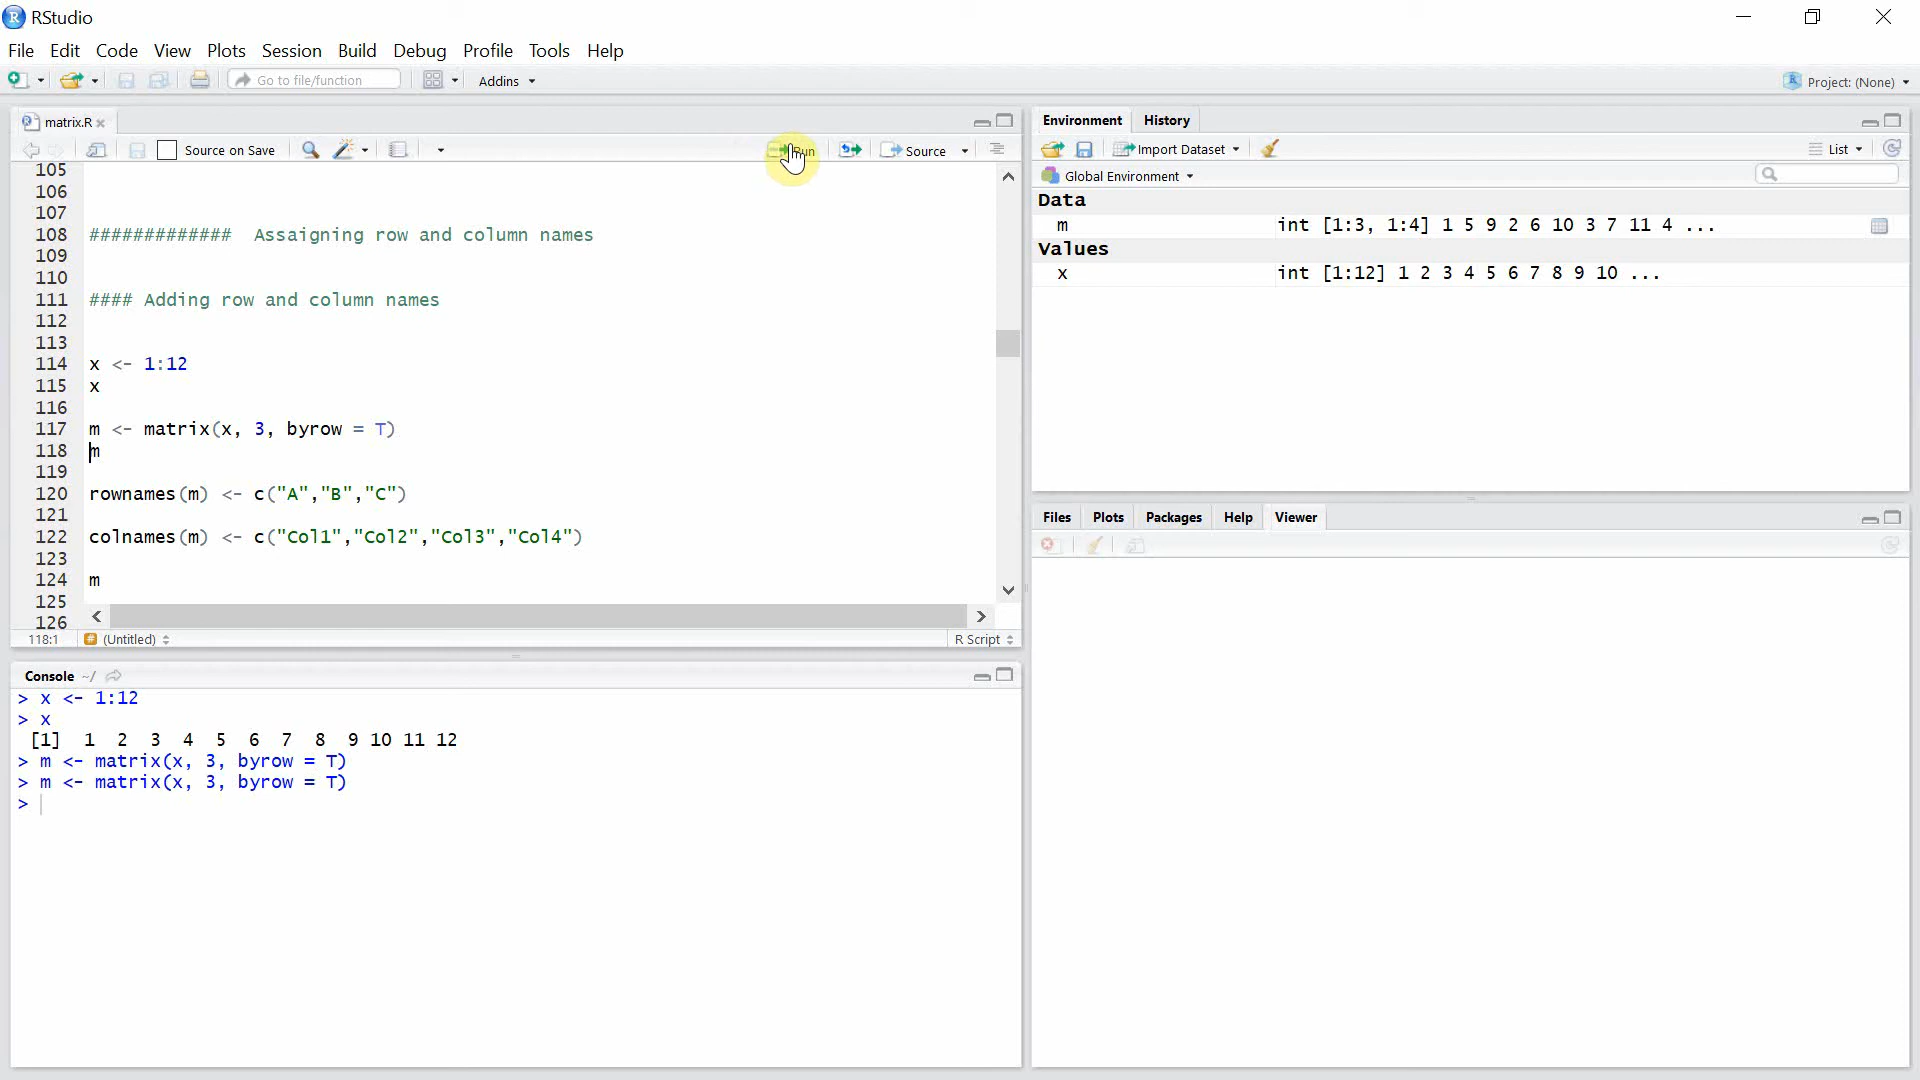 RStudio
File Edit Code View Plots Session Build Debug Profile Tools Help
Go to file/function Addins Project: (None)
matrix.R
Source on Save Run Source
105
106
107
108 ############# Assaigning row and column names
109
110
111 #### Adding row and column names
112
113
114 x <- 1:12
115 x
116
117 m <- matrix(x, 3, byrow = T)
118 m
119
120 rownames(m) <- c("A","B","C")
121
122 colnames(m) <- c("Col1","Col2","Col3","Col4")
123
124 m
125
126
118:1 (Untitled) R Script
Console ~/
> x <- 1:12
> x
[1] 1 2 3 4 5 6 7 8 9 10 11 12
> m <- matrix(x, 3, byrow = T)
> m <- matrix(x, 3, byrow = T)
>
Environment History
Import Dataset List
Global Environment
Data
m int [1:3, 1:4] 1 5 9 2 6 10 3 7 11 4 ...
Values
x int [1:12] 1 2 3 4 5 6 7 8 9 10 ...
Files Plots Packages Help Viewer